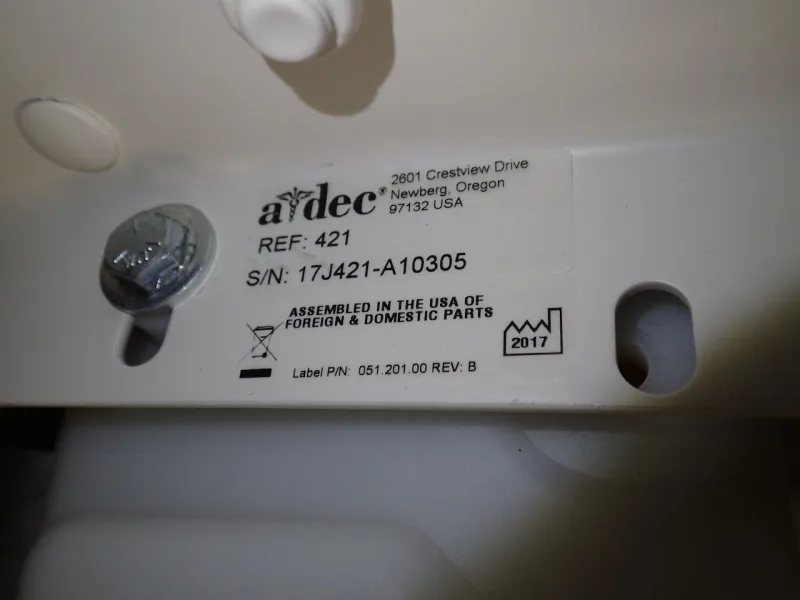 a dec® 2601 Crestview Drive
Newberg, Oregon
97132 USA
REF: 421
S/N: 17J421-A10305
ASSEMBLED IN THE USA OF
FOREIGN & DOMESTIC PARTS
2017
Label P/N: 051.201.00 REV: B